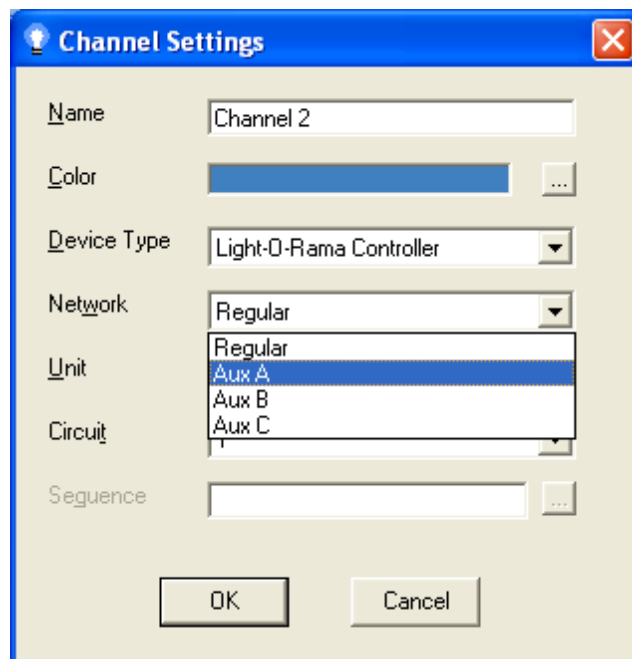 Channel Settings
Name
Channel 2
Color
...
Device Type
Light-O-Rama Controller
Network
Regular
Regular
Unit
Aux A
Aux B
Circuit
Aux C
Sequence
...
OK
Cancel